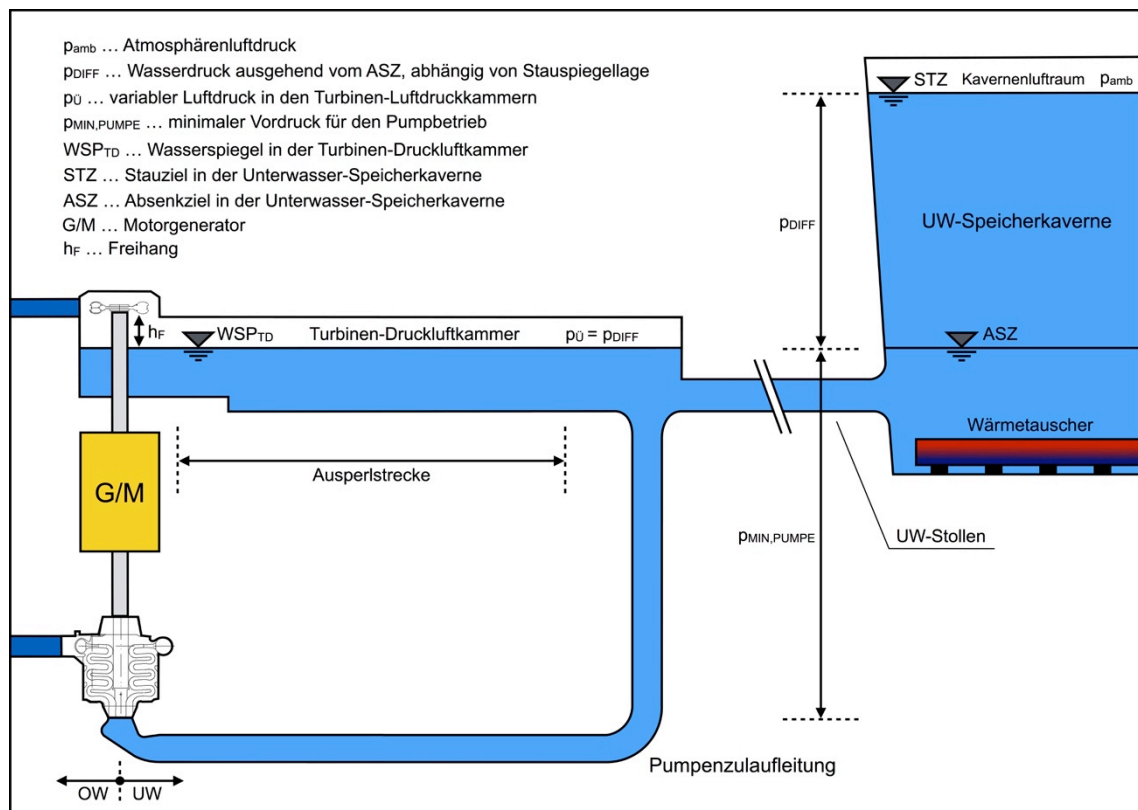 pamb … Atmosphärenluftdruck
pDIFF … Wasserdruck ausgehend vom ASZ, abhängig von Stauspiegellage
pÜ … variabler Luftdruck in den Turbinen-Luftdruckkammern
pMIN,PUMPE … minimaler Vordruck für den Pumpbetrieb
WSPTD … Wasserspiegel in der Turbinen-Druckluftkammer
STZ … Stauziel in der Unterwasser-Speicherkaverne
ASZ … Absenkziel in der Unterwasser-Speicherkaverne
G/M … Motorgenerator
hF … Freihang
STZ Kavernenluftraum pamb
pDIFF
UW-Speicherkaverne
hF WSPTD Turbinen-Druckluftkammer pÜ = pDIFF
ASZ
Wärmetauscher
Ausperlstrecke
G/M
pMIN,PUMPE
UW-Stollen
Pumpenzulaufleitung
OW UW